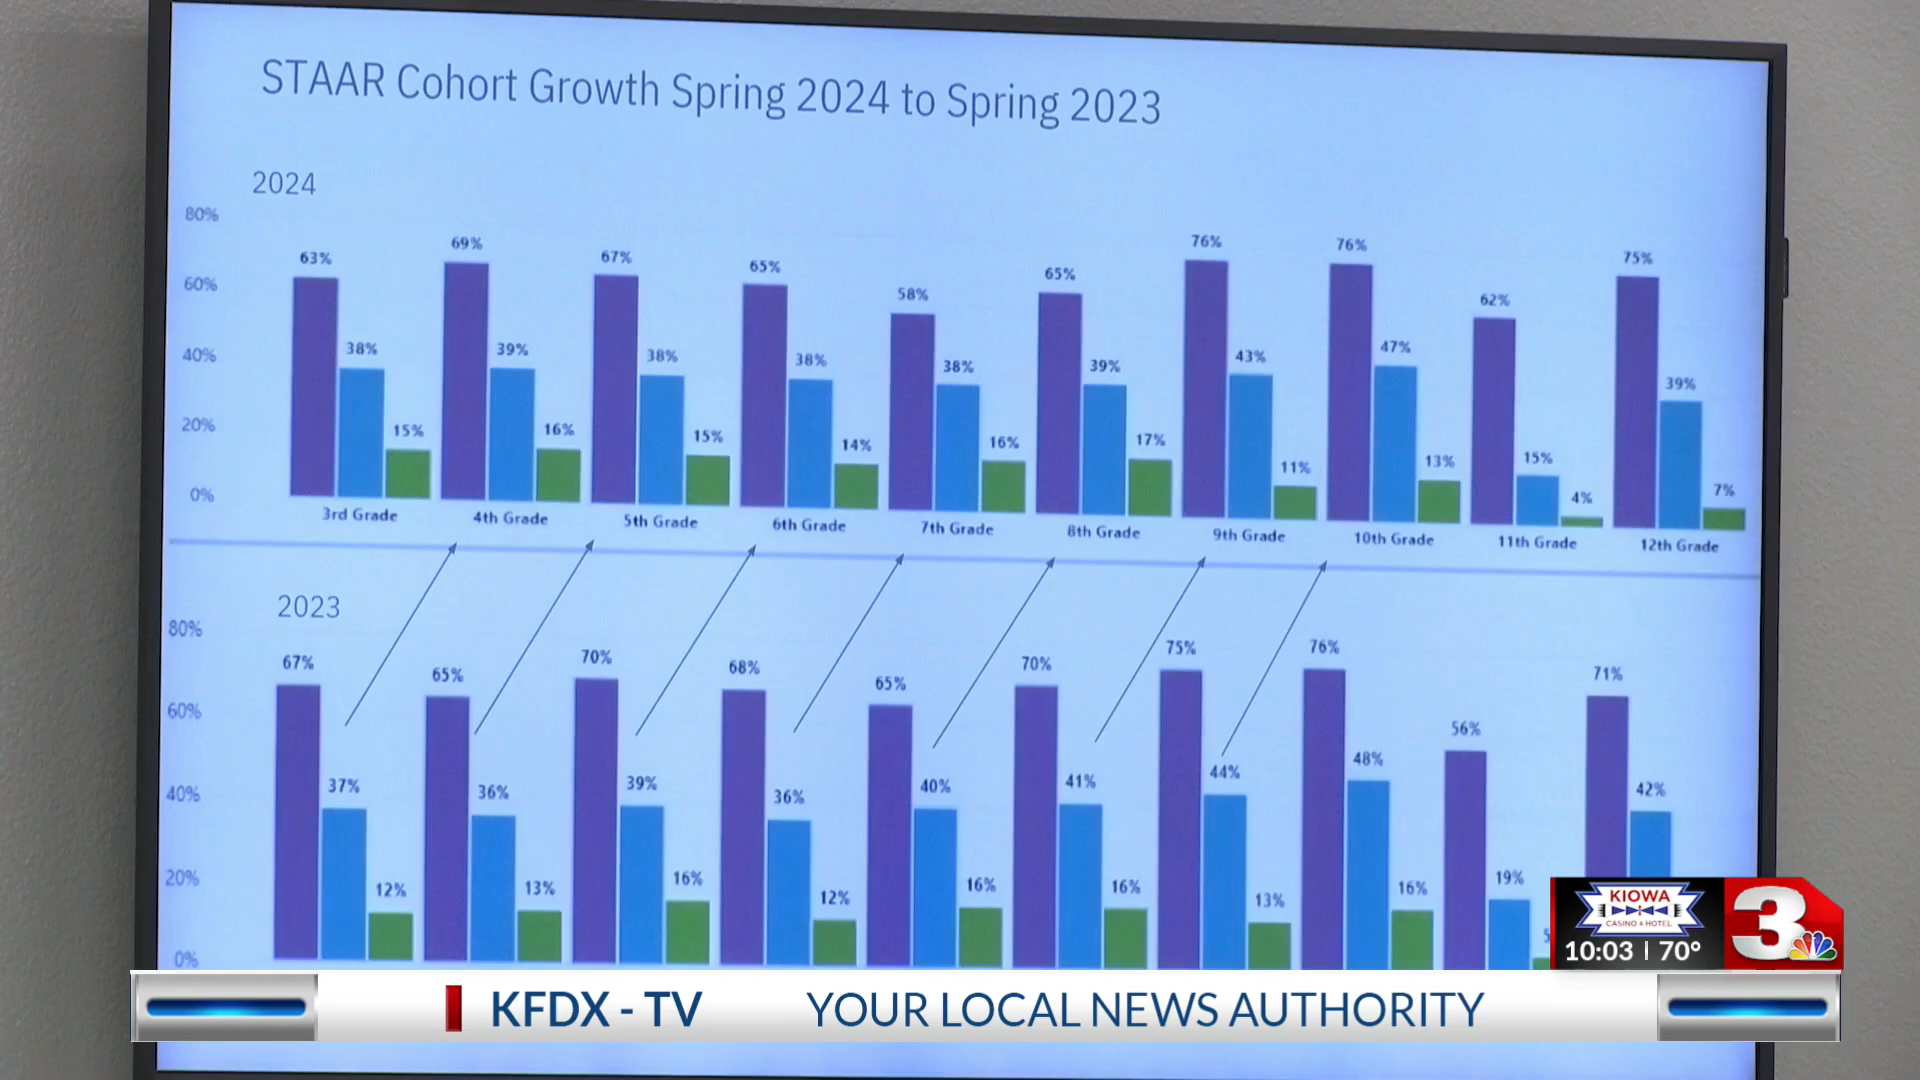 STAAR Cohort Growth Spring 2024 to Spring 2023
2024
80%
60%
40%
20%
0%
63% 38% 15% 69% 39% 16% 67% 38% 15% 65% 38% 14% 58% 38% 16% 65% 39% 17% 76% 43% 11% 76% 47% 13% 62% 15% 4% 75% 39% 7%
3rd Grade 4th Grade 5th Grade 6th Grade 7th Grade 8th Grade 9th Grade 10th Grade 11th Grade 12th Grade
2023
80%
60%
40%
20%
0%
67% 37% 12% 65% 36% 13% 70% 39% 16% 68% 36% 12% 65% 40% 16% 70% 41% 16% 75% 44% 13% 76% 48% 16% 56% 19% 71% 42%
KIOWA
CASINO & HOTEL
10:03 | 70°
3
KFDX - TV YOUR LOCAL NEWS AUTHORITY